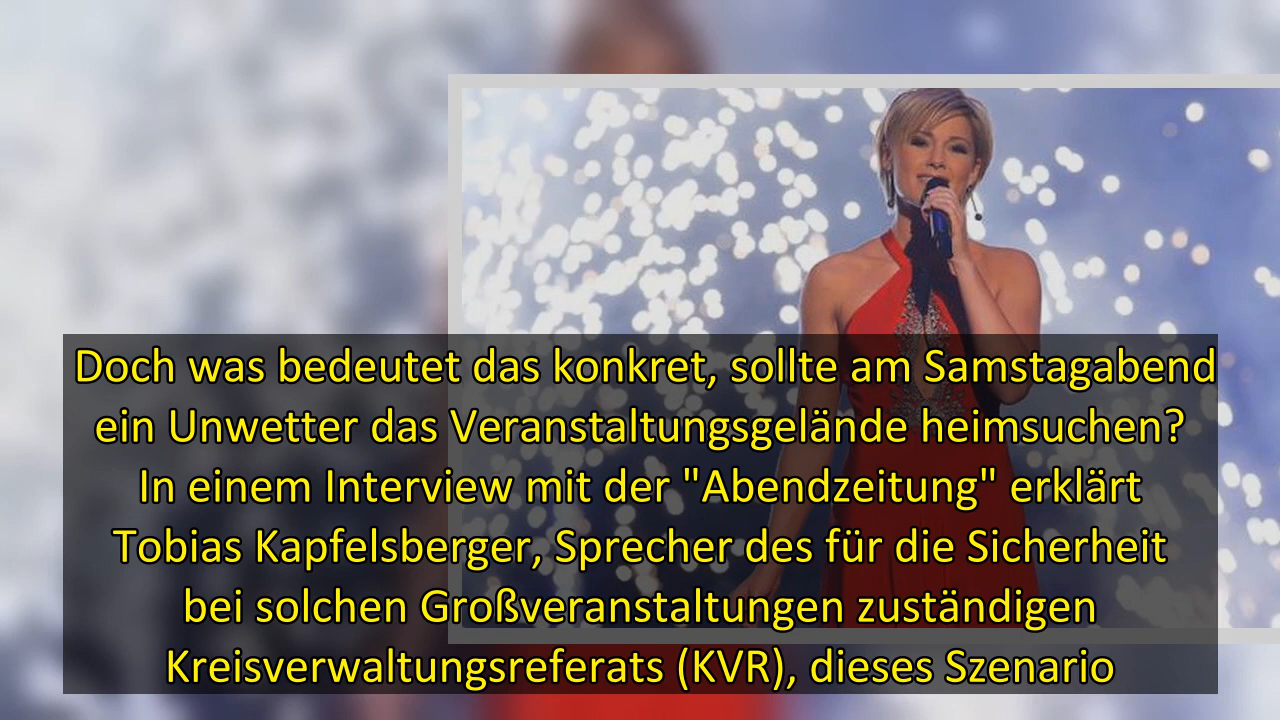 Doch was bedeutet das konkret, sollte am Samstagabend
ein Unwetter das Veranstaltungsgelände heimsuchen?
In einem Interview mit der "Abendzeitung" erklärt
Tobias Kapfelsberger, Sprecher des für die Sicherheit
bei solchen Großveranstaltungen zuständigen
Kreisverwaltungsreferats (KVR), dieses Szenario